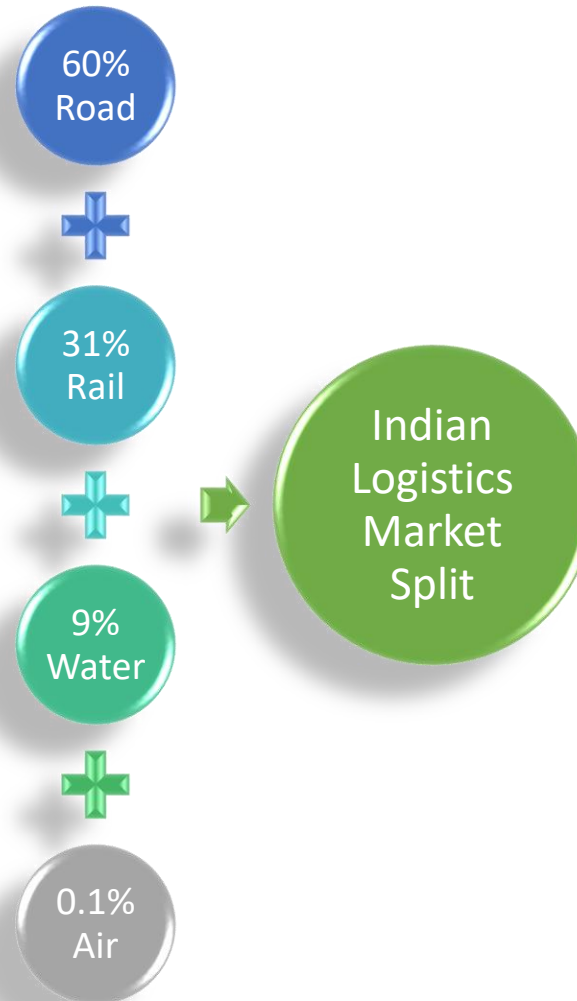 60%
Road
31%
Rail
9%
Water
0.1%
Air
Indian
Logistics
Market
Split